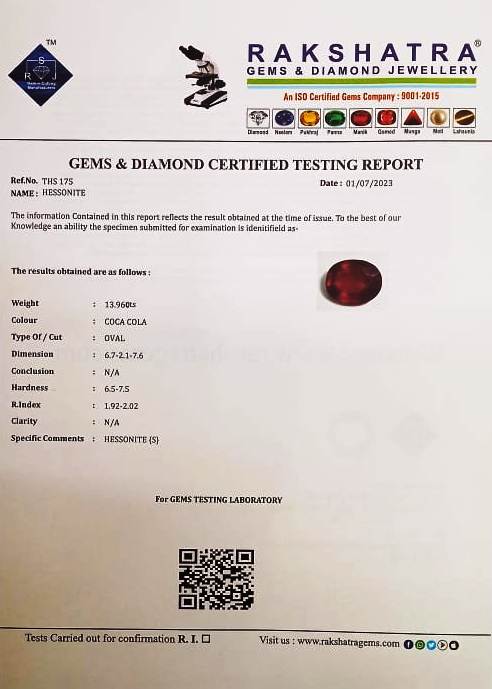 TM
R S J
RAKSHATRA®
GEMS & DIAMOND JEWELLERY
An ISO Certified Gems Company : 9001-2015
Diamond Neelam Pukhraj Panna Manik Gomed Munga Moti Lahsunia
GEMS & DIAMOND CERTIFIED TESTING REPORT
Ref.No. THS 175
Date : 01/07/2023
NAME : HESSONITE
The information Contained in this report reflects the result obtained at the time of issue. To the best of our
Knowledge an ability the specimen submitted for examination is idenitifield as-
The results obtained are as follows :
Weight : 13.960ts
Colour : COCA COLA
Type Of / Cut : OVAL
Dimension : 6.7-2.1-7.6
Conclusion : N/A
Hardness : 6.5-7.5
R.Index : 1.92-2.02
Clarity : N/A
Specific Comments : HESSONITE (S)
For GEMS TESTING LABORATORY
Tests Carried out for confirmation R. I. ☐
Visit us : www.rakshatragems.com